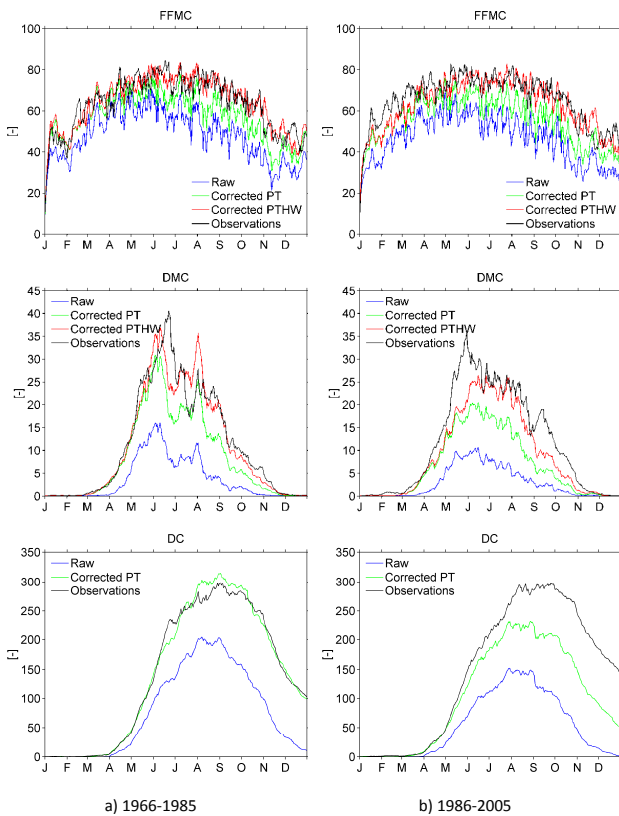 FFMC
100
80
60
40
20
0
[-]
Raw
Corrected PT
Corrected PTHW
Observations
J F M A M J J A S O N D
FFMC
100
80
60
40
20
0
[-]
Raw
Corrected PT
Corrected PTHW
Observations
J F M A M J J A S O N D
DMC
45
40
35
30
25
20
15
10
5
0
[-]
Raw
Corrected PT
Corrected PTHW
Observations
J F M A M J J A S O N D
DMC
45
40
35
30
25
20
15
10
5
0
[-]
Raw
Corrected PT
Corrected PTHW
Observations
J F M A M J J A S O N D
DC
350
300
250
200
150
100
50
0
[-]
Raw
Corrected PT
Observations
J F M A M J J A S O N D
DC
350
300
250
200
150
100
50
0
[-]
Raw
Corrected PT
Observations
J F M A M J J A S O N D
a) 1966-1985
b) 1986-2005